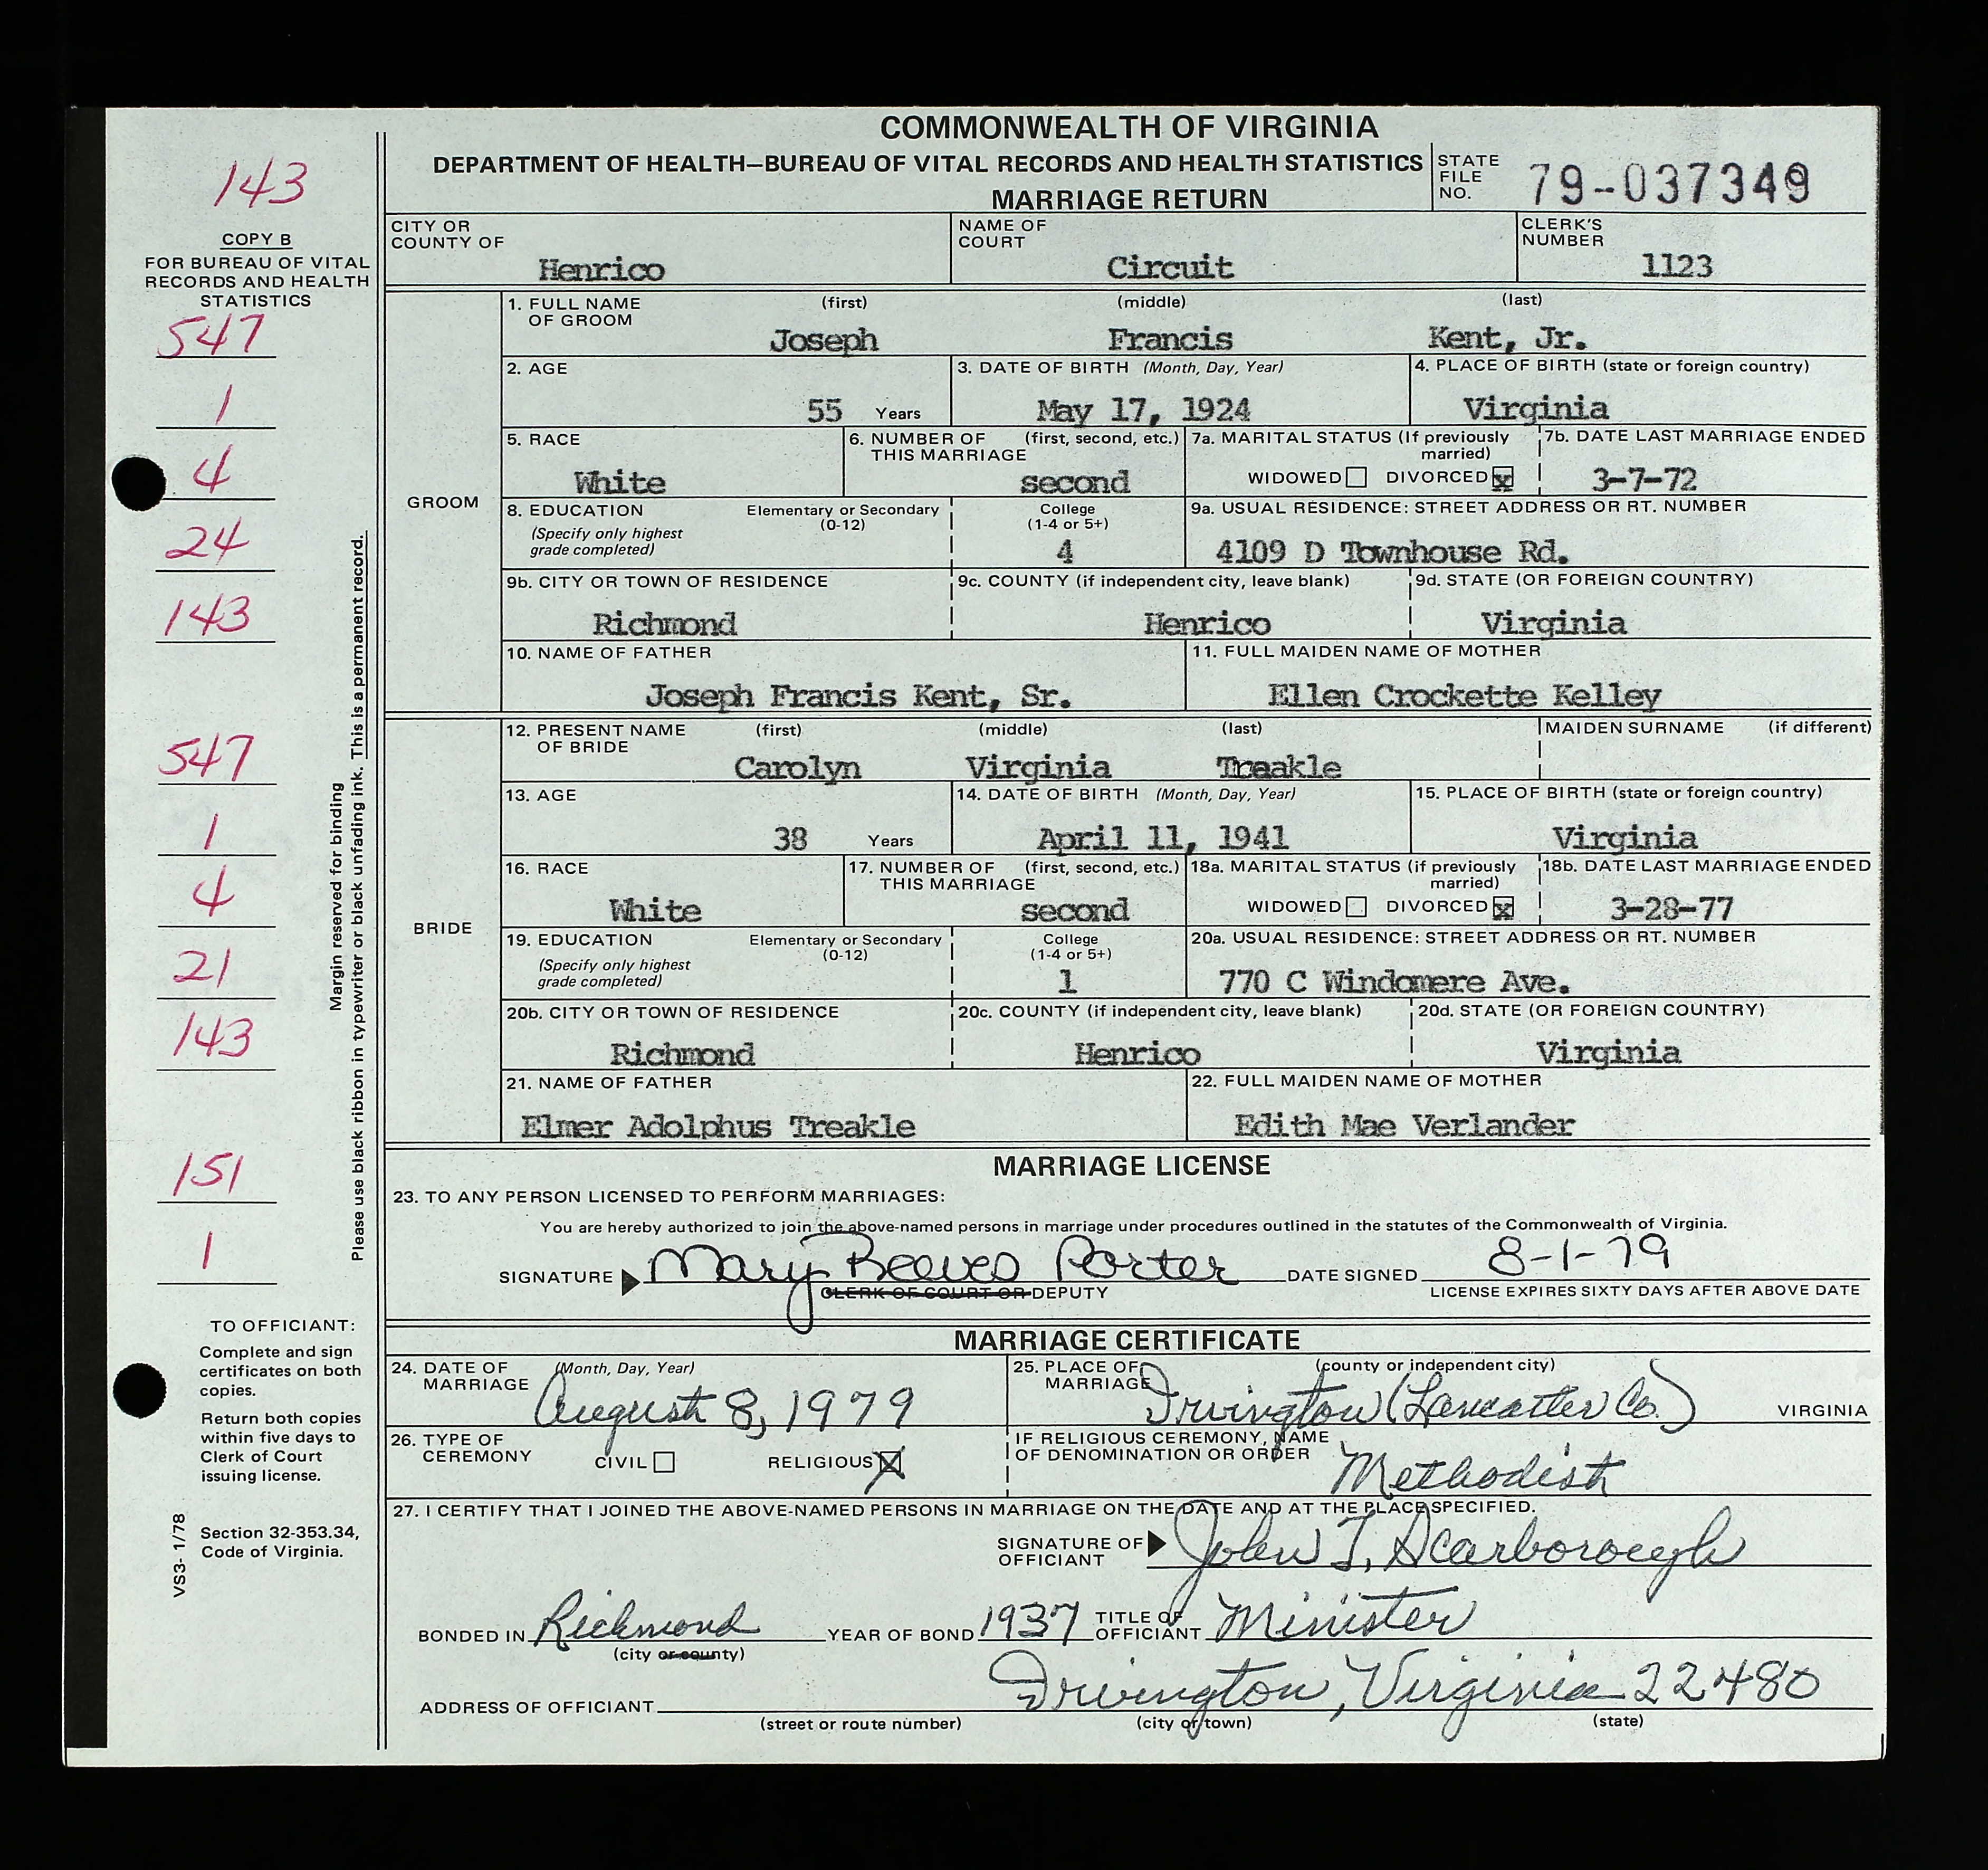 COMMONWEALTH OF VIRGINIA
DEPARTMENT OF HEALTH—BUREAU OF VITAL RECORDS AND HEALTH STATISTICS
MARRIAGE RETURN
STATE FILE NO. 79-037349
143
COPY B
FOR BUREAU OF VITAL
RECORDS AND HEALTH
STATISTICS
547
1
4
24
143
547
1
4
21
143
151
1
Margin reserved for binding
Please use black ribbon in typewriter or black unfading ink. This is a permanent record.
TO OFFICIANT:
Complete and sign
certificates on both
copies.
Return both copies
within five days to
Clerk of Court
issuing license.
Section 32-353.34,
Code of Virginia.
VS3- 1/78
CITY OR COUNTY OF Henrico
NAME OF COURT Circuit
CLERK'S NUMBER 1123
GROOM
1. FULL NAME OF GROOM (first) (middle) (last)
Joseph Francis Kent, Jr.
2. AGE 55 Years
3. DATE OF BIRTH (Month, Day, Year) May 17, 1924
4. PLACE OF BIRTH (state or foreign country) Virginia
5. RACE White
6. NUMBER OF THIS MARRIAGE (first, second, etc.) second
7a. MARITAL STATUS (If previously married) WIDOWED DIVORCED x
7b. DATE LAST MARRIAGE ENDED 3-7-72
8. EDUCATION (Specify only highest grade completed) Elementary or Secondary (0-12) College (1-4 or 5+) 4
9a. USUAL RESIDENCE: STREET ADDRESS OR RT. NUMBER 4109 D Townhouse Rd.
9b. CITY OR TOWN OF RESIDENCE Richmond
9c. COUNTY (if independent city, leave blank) Henrico
9d. STATE (OR FOREIGN COUNTRY) Virginia
10. NAME OF FATHER Joseph Francis Kent, Sr.
11. FULL MAIDEN NAME OF MOTHER Ellen Crockette Kelley
BRIDE
12. PRESENT NAME OF BRIDE (first) (middle) (last) MAIDEN SURNAME (if different)
Carolyn Virginia Treakle
13. AGE 38 Years
14. DATE OF BIRTH (Month, Day, Year) April 11, 1941
15. PLACE OF BIRTH (state or foreign country) Virginia
16. RACE White
17. NUMBER OF THIS MARRIAGE (first, second, etc.) second
18a. MARITAL STATUS (if previously married) WIDOWED DIVORCED x
18b. DATE LAST MARRIAGE ENDED 3-28-77
19. EDUCATION (Specify only highest grade completed) Elementary or Secondary (0-12) College (1-4 or 5+) 1
20a. USUAL RESIDENCE: STREET ADDRESS OR RT. NUMBER 770 C Windomere Ave.
20b. CITY OR TOWN OF RESIDENCE Richmond
20c. COUNTY (if independent city, leave blank) Henrico
20d. STATE (OR FOREIGN COUNTRY) Virginia
21. NAME OF FATHER Elmer Adolphus Treakle
22. FULL MAIDEN NAME OF MOTHER Edith Mae Verlander
MARRIAGE LICENSE
23. TO ANY PERSON LICENSED TO PERFORM MARRIAGES:
You are hereby authorized to join the above-named persons in marriage under procedures outlined in the statutes of the Commonwealth of Virginia.
SIGNATURE Mary Reeves Porter DATE SIGNED 8-1-79
CLERK OF COURT OR DEPUTY LICENSE EXPIRES SIXTY DAYS AFTER ABOVE DATE
MARRIAGE CERTIFICATE
24. DATE OF MARRIAGE (Month, Day, Year) August 8, 1979
25. PLACE OF MARRIAGE (county or independent city) Irvington (Lancaster Co.) VIRGINIA
26. TYPE OF CEREMONY CIVIL RELIGIOUS X
IF RELIGIOUS CEREMONY, NAME OF DENOMINATION OR ORDER Methodist
27. I CERTIFY THAT I JOINED THE ABOVE-NAMED PERSONS IN MARRIAGE ON THE DATE AND AT THE PLACE SPECIFIED.
SIGNATURE OF OFFICIANT John T. Scarborough
BONDED IN Richmond YEAR OF BOND 1937 TITLE OF OFFICIANT Minister
(city or county)
ADDRESS OF OFFICIANT Irvington, Virginia 22480
(street or route number) (city or town) (state)